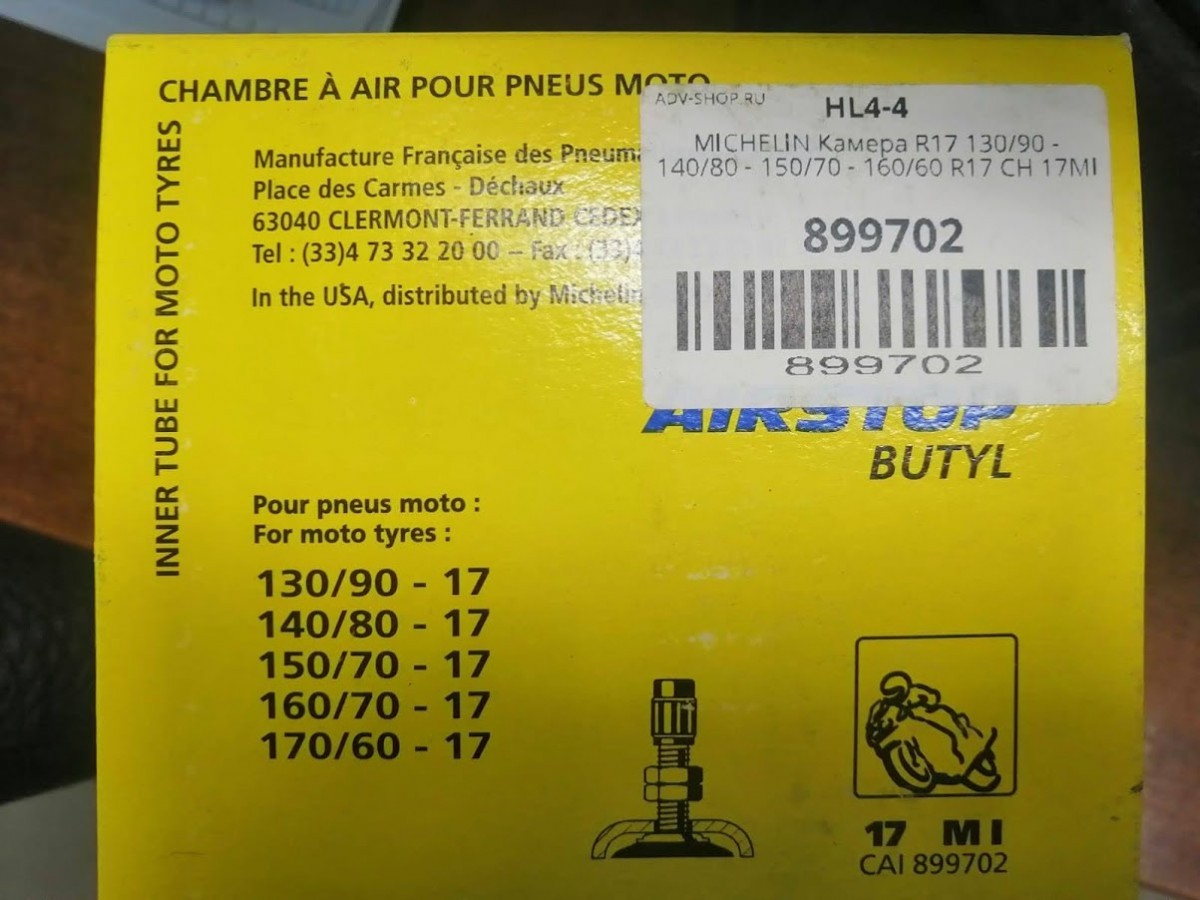 CHAMBRE À AIR POUR PNEUS MOTO
INNER TUBE FOR MOTO TYRES
Manufacture Française des Pneum
Place des Carmes - Déchaux
63040 CLERMONT-FERRAND CEDEX
Tel : (33)4 73 32 20 00 – Fax : (33)4
In the USA, distributed by Michelin
ADV-SHOP.RU
HL4-4
MICHELIN Камера R17 130/90 -
140/80 - 150/70 - 160/60 R17 CH 17MI
899702
899702
AIRSTOP
BUTYL
Pour pneus moto :
For moto tyres :
130/90 - 17
140/80 - 17
150/70 - 17
160/70 - 17
170/60 - 17
17 MI
CAI 899702